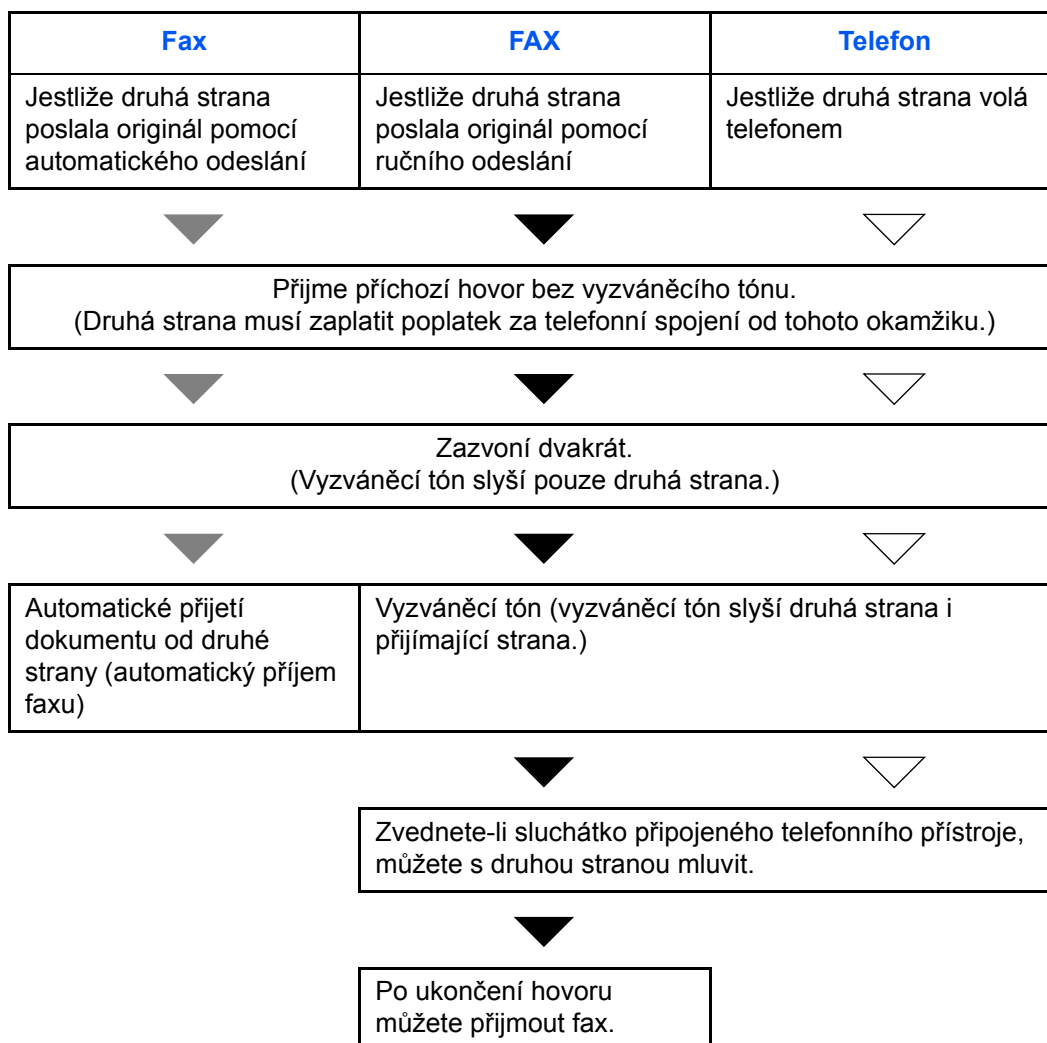 Fax
FAX
Telefon
Jestliže druhá strana
poslala originál pomocí
automatického odeslání
Jestliže druhá strana
poslala originál pomocí
ručního odeslání
Jestliže druhá strana volá
telefonem
Přijme příchozí hovor bez vyzváněcího tónu.
(Druhá strana musí zaplatit poplatek za telefonní spojení od tohoto okamžiku.)
Zazvoní dvakrát.
(Vyzváněcí tón slyší pouze druhá strana.)
Automatické přijetí
dokumentu od druhé
strany (automatický příjem
faxu)
Vyzváněcí tón (vyzváněcí tón slyší druhá strana i
přijímající strana.)
Zvednete-li sluchátko připojeného telefonního přístroje,
můžete s druhou stranou mluvit.
Po ukončení hovoru
můžete přijmout fax.